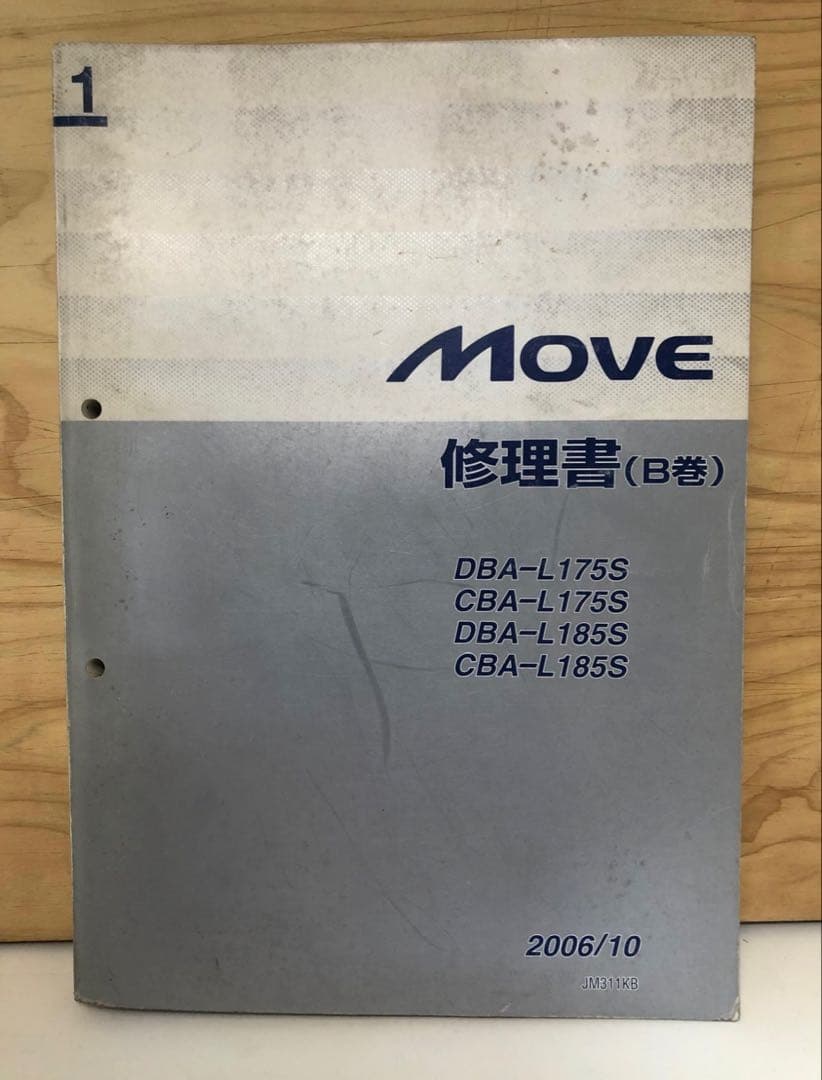 1
MOVE
修理書(B巻)
DBA-L175S
CBA-L175S
DBA-L185S
CBA-L185S
2006/10
JM311KB